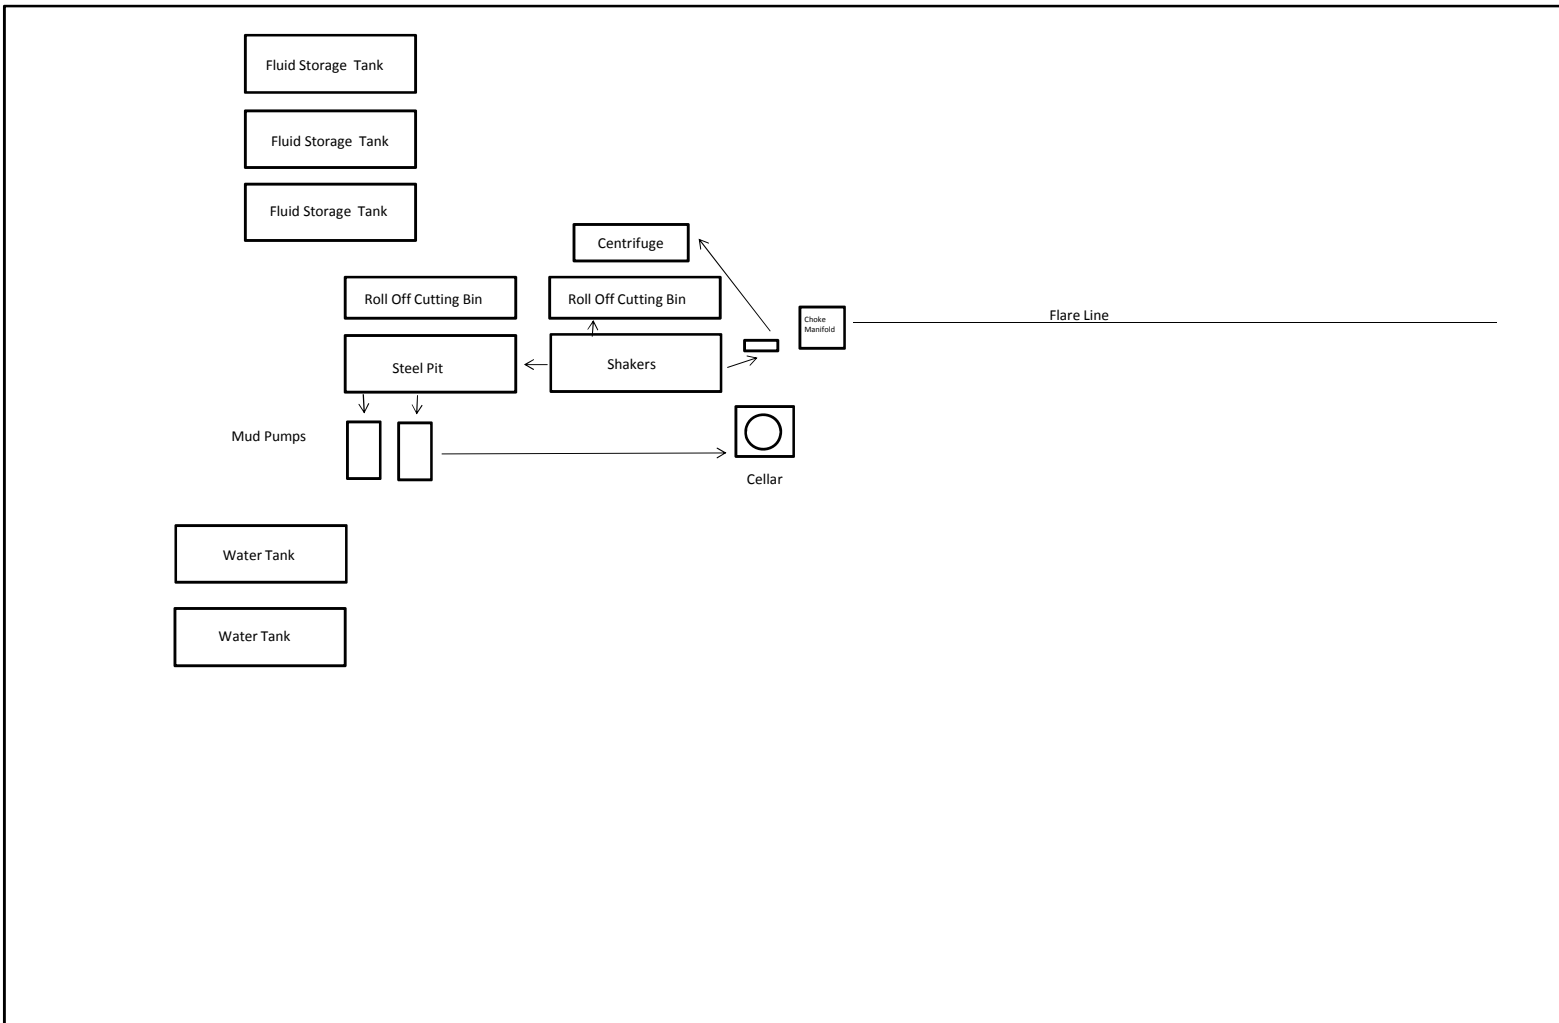 Fluid Storage  Tank
Fluid Storage  Tank
Fluid Storage  Tank
Centrifuge
Roll Off Cutting Bin
Roll Off Cutting Bin
Choke
Manifold
Flare Line
Steel Pit
Shakers
Mud Pumps
Cellar
Water Tank
Water Tank